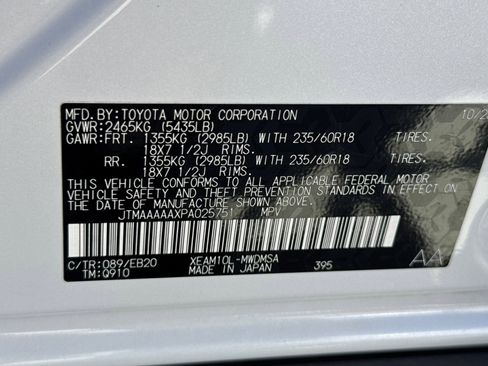 MFD.BY:TOYOTA MOTOR CORPORATION 10/2
GVWR:2465KG (5435LB)
GAWR:FRT. 1355KG (2985LB) WITH 235/60R18 TIRES.
18X7 1/2J RIMS.
RR. 1355KG (2985LB) WITH 235/60R18 TIRES.
18X7 1/2J RIMS.
THIS VEHICLE CONFORMS TO ALL APPLICABLE FEDERAL MOTOR
VEHICLE SAFETY AND THEFT PREVENTION STANDARDS IN EFFECT
ON THE DATE OF MANUFACTURE SHOWN ABOVE.
JTMAAAAAXPA025751 MPV
C/TR:089/EB20 XEAM10L-MWDMSA AA
TM:Q910 MADE IN JAPAN 395